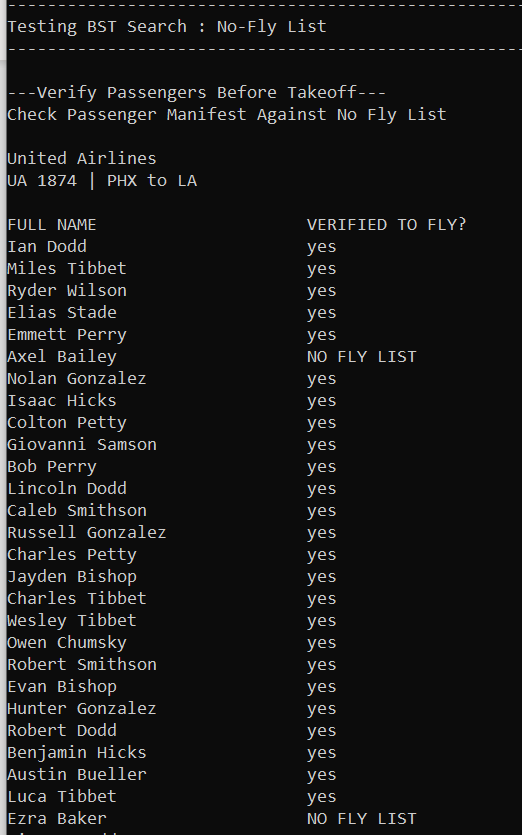 ----------------------------------------------------
Testing BST Search : No-Fly List
----------------------------------------------------
---Verify Passengers Before Takeoff---
Check Passenger Manifest Against No Fly List
United Airlines
UA 1874 | PHX to LA
FULL NAME VERIFIED TO FLY?
Ian Dodd yes
Miles Tibbet yes
Ryder Wilson yes
Elias Stade yes
Emmett Perry yes
Axel Bailey NO FLY LIST
Nolan Gonzalez yes
Isaac Hicks yes
Colton Petty yes
Giovanni Samson yes
Bob Perry yes
Lincoln Dodd yes
Caleb Smithson yes
Russell Gonzalez yes
Charles Petty yes
Jayden Bishop yes
Charles Tibbet yes
Wesley Tibbet yes
Owen Chumsky yes
Robert Smithson yes
Evan Bishop yes
Hunter Gonzalez yes
Robert Dodd yes
Benjamin Hicks yes
Austin Bueller yes
Luca Tibbet yes
Ezra Baker NO FLY LIST